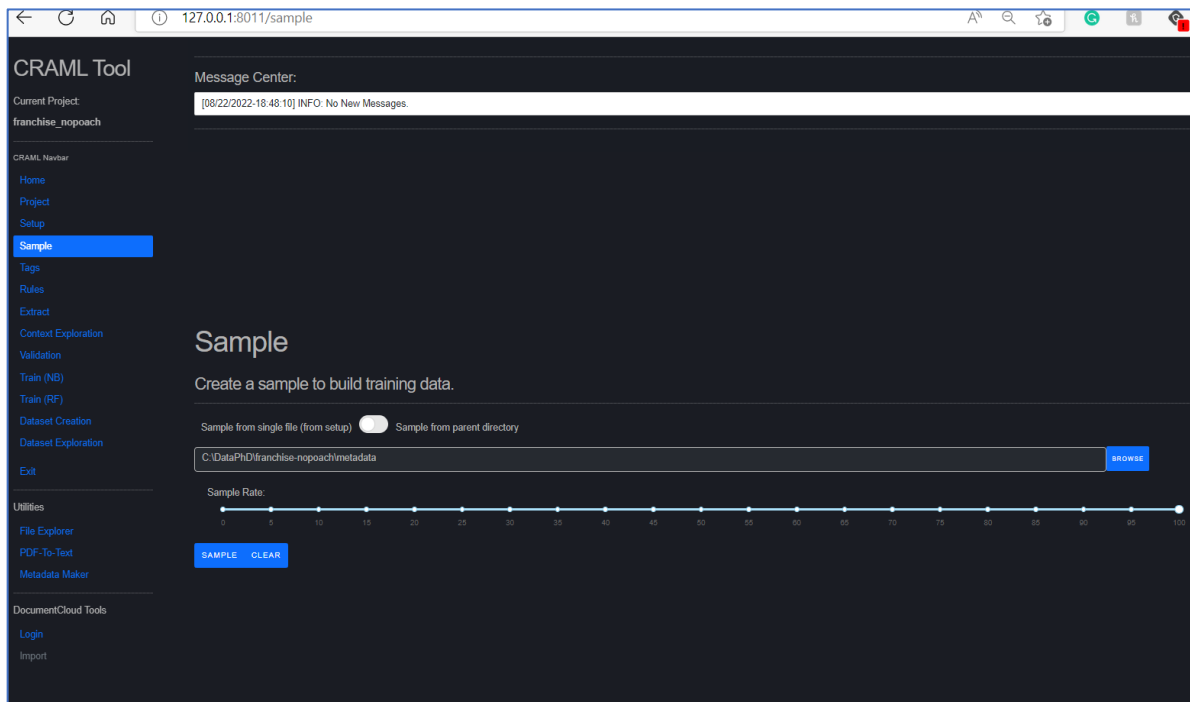 127.0.0.1:8011/sample
CRAML Tool
Current Project:
franchise_nopoach
CRAML Navbar
Home
Project
Setup
Sample
Tags
Rules
Extract
Context Exploration
Validation
Train (NB)
Train (RF)
Dataset Creation
Dataset Exploration
Exit
Utilities
File Explorer
PDF-To-Text
Metadata Maker
DocumentCloud Tools
Login
Import
Message Center:
[08/22/2022-18:48:10] INFO: No New Messages.
Sample
Create a sample to build training data.
Sample from single file (from setup) Sample from parent directory
C:\DataPhD\franchise-nopoach\metadata BROWSE
Sample Rate:
0 5 10 15 20 25 30 35 40 45 50 55 60 65 70 75 80 85 90 95 100
SAMPLE CLEAR